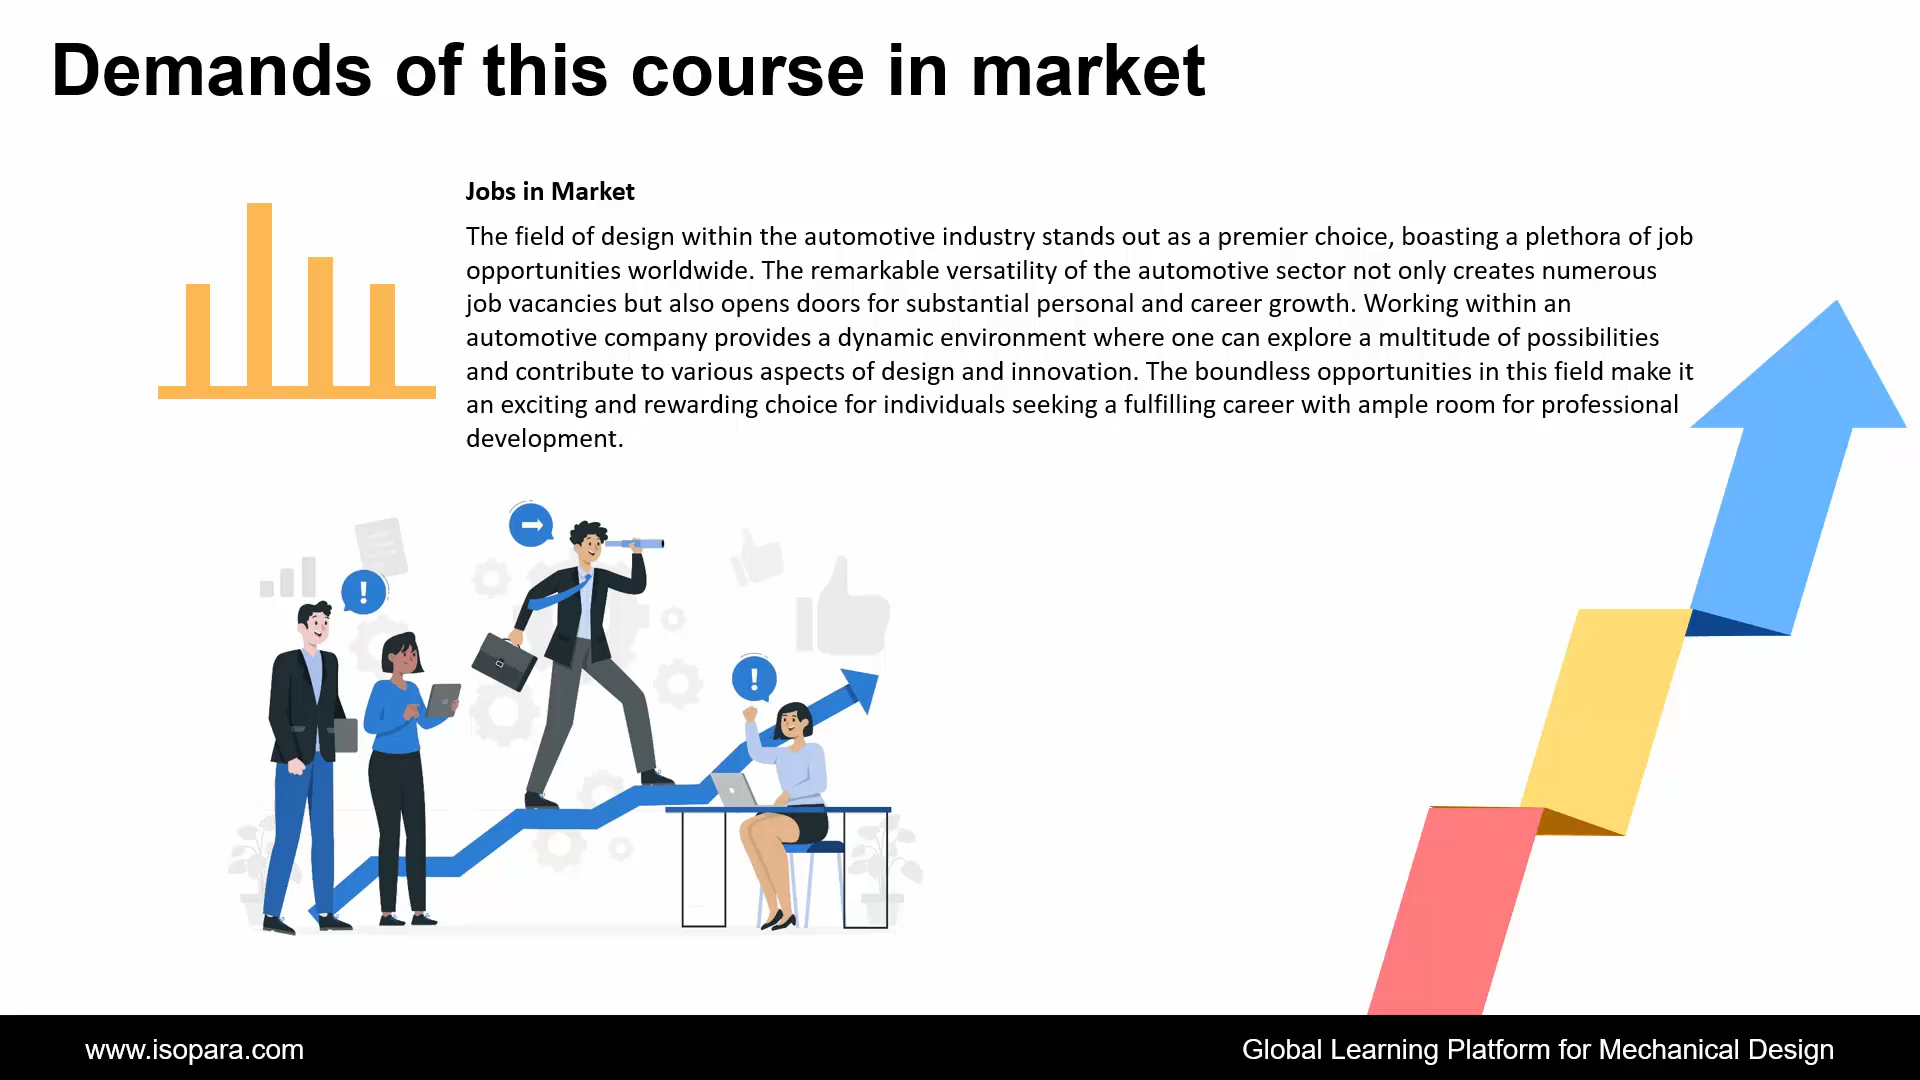 Demands of this course in market
Jobs in Market
The field of design within the automotive industry stands out as a premier choice, boasting a plethora of job
opportunities worldwide. The remarkable versatility of the automotive sector not only creates numerous
job vacancies but also opens doors for substantial personal and career growth. Working within an
automotive company provides a dynamic environment where one can explore a multitude of possibilities
and contribute to various aspects of design and innovation. The boundless opportunities in this field make it
an exciting and rewarding choice for individuals seeking a fulfilling career with ample room for professional
development.
!
!
www.isopara.com
Global Learning Platform for Mechanical Design